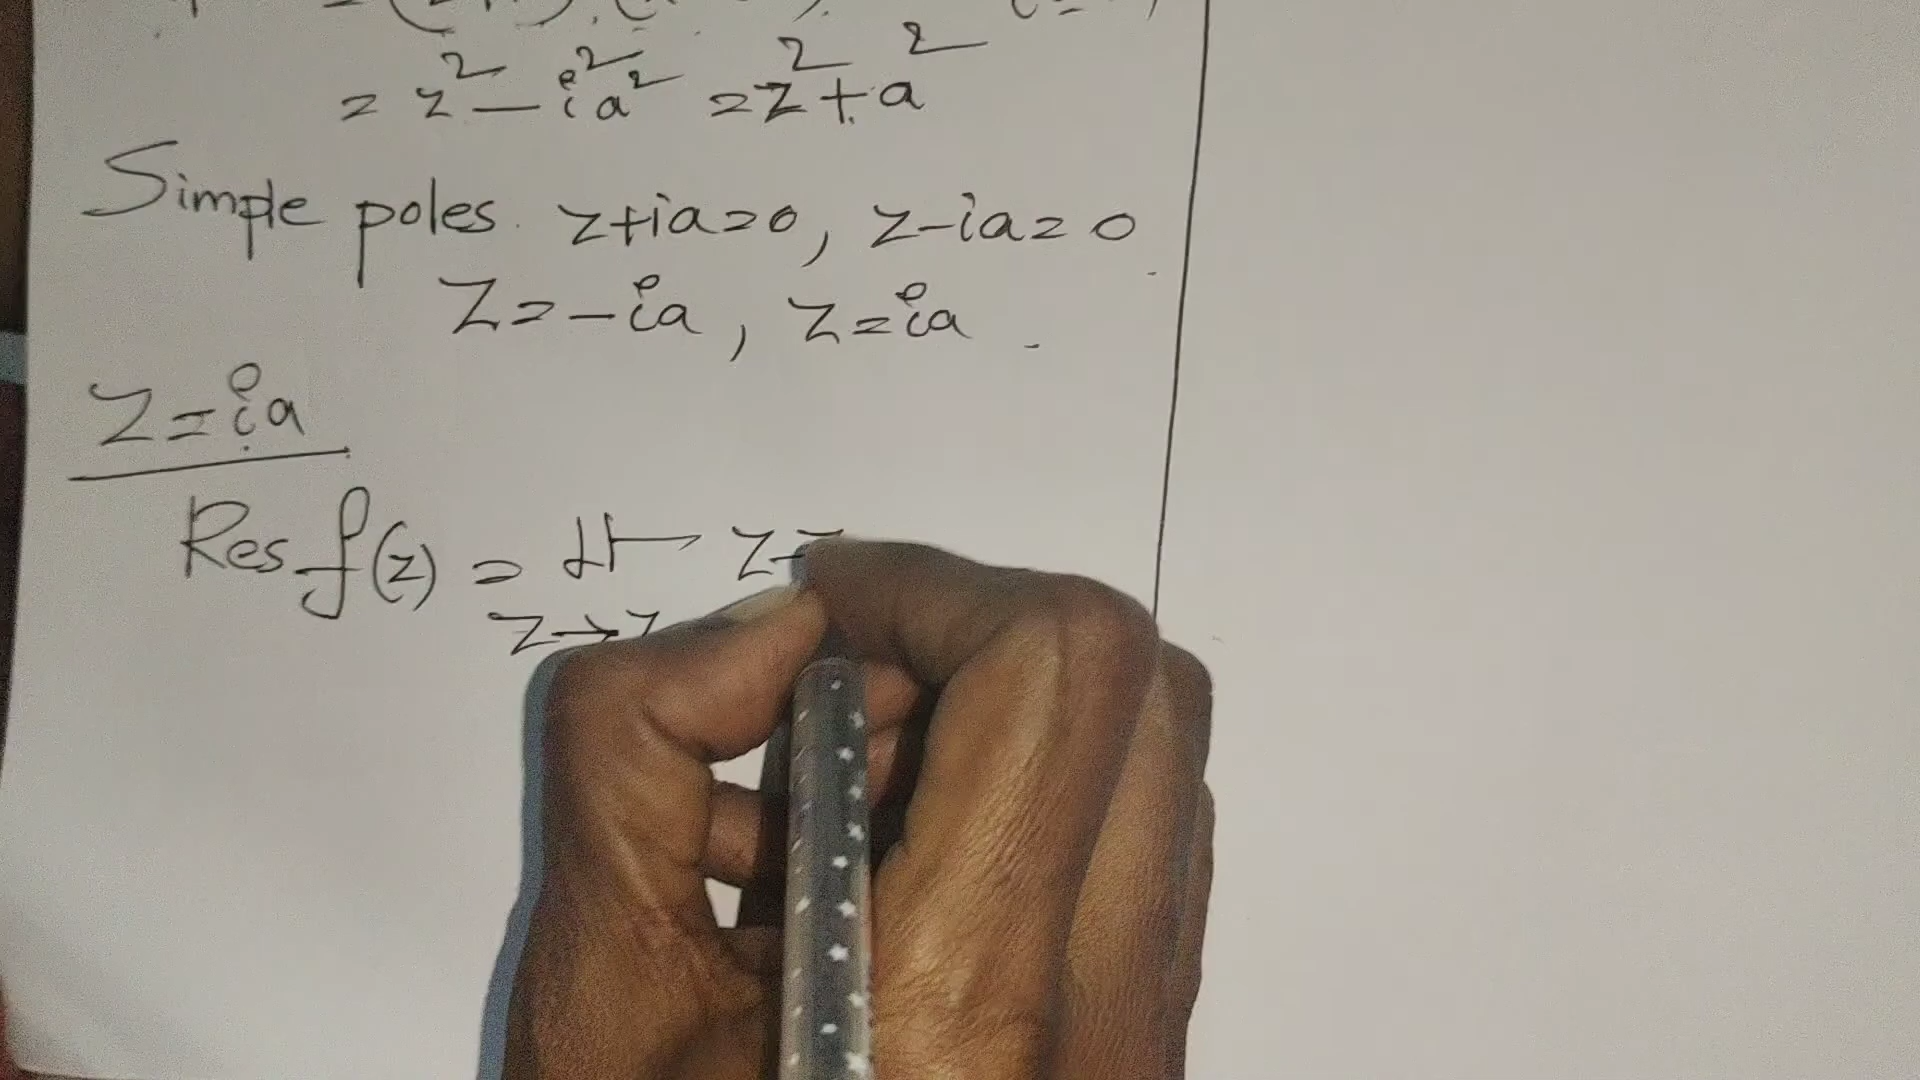 = z² - i²a² = z² + a²
Simple poles z+ia=0, z-ia=0
z=-ia, z=ia
z=ia
Res f(z) = Lt z-z
z→z